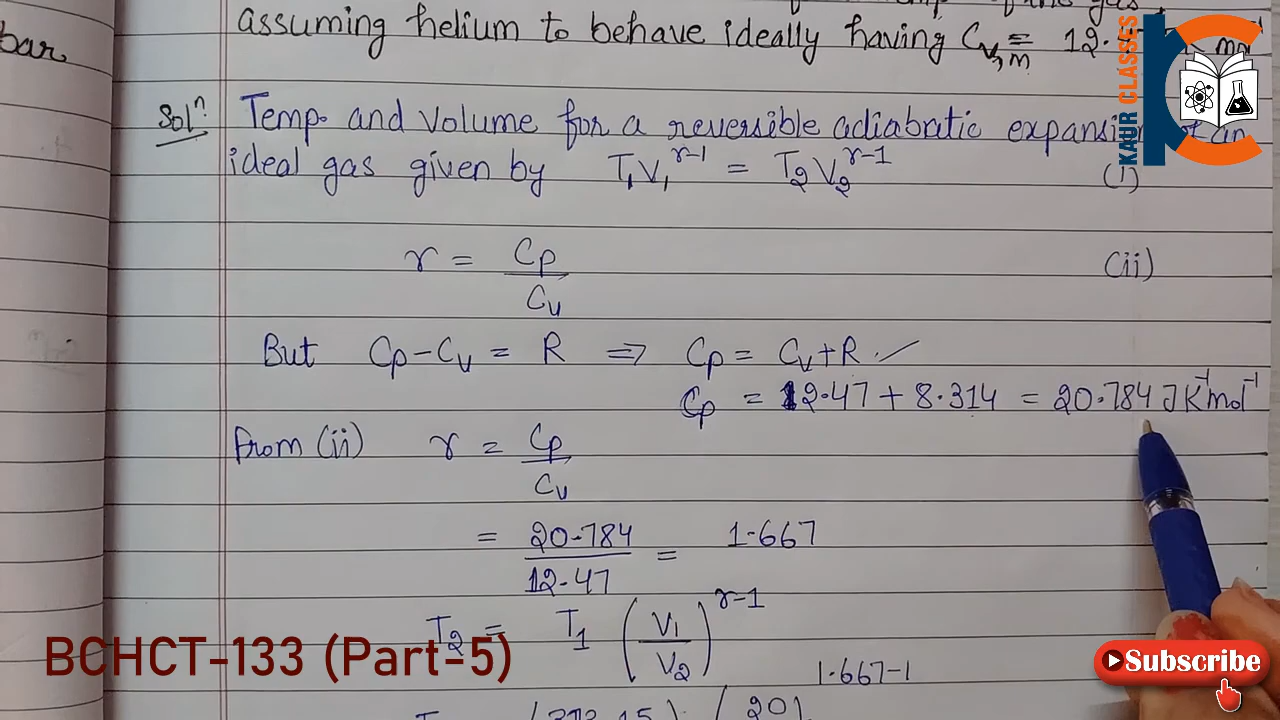 bar.
assuming helium to behave ideally having Cv,m =
Solⁿ. Temp. and Volume for a reversible adiabatic expansion of an
ideal gas given by T₁V₁^(r-1) = T₂V₂^(r-1) (i)
r = Cp/Cv (ii)
But Cp-Cv = R ⇒ Cp = Cv+R
Cp = 12.47 + 8.314 = 20.784 JK⁻¹mol⁻¹
from (ii) r = Cp/Cv
= 20.784/12.47 = 1.667
T₂ = T₁ (V₁/V₂)^(r-1)
1.667-1
20
KAUR CLASSES
BCHCT-133 (Part-5)
Subscribe